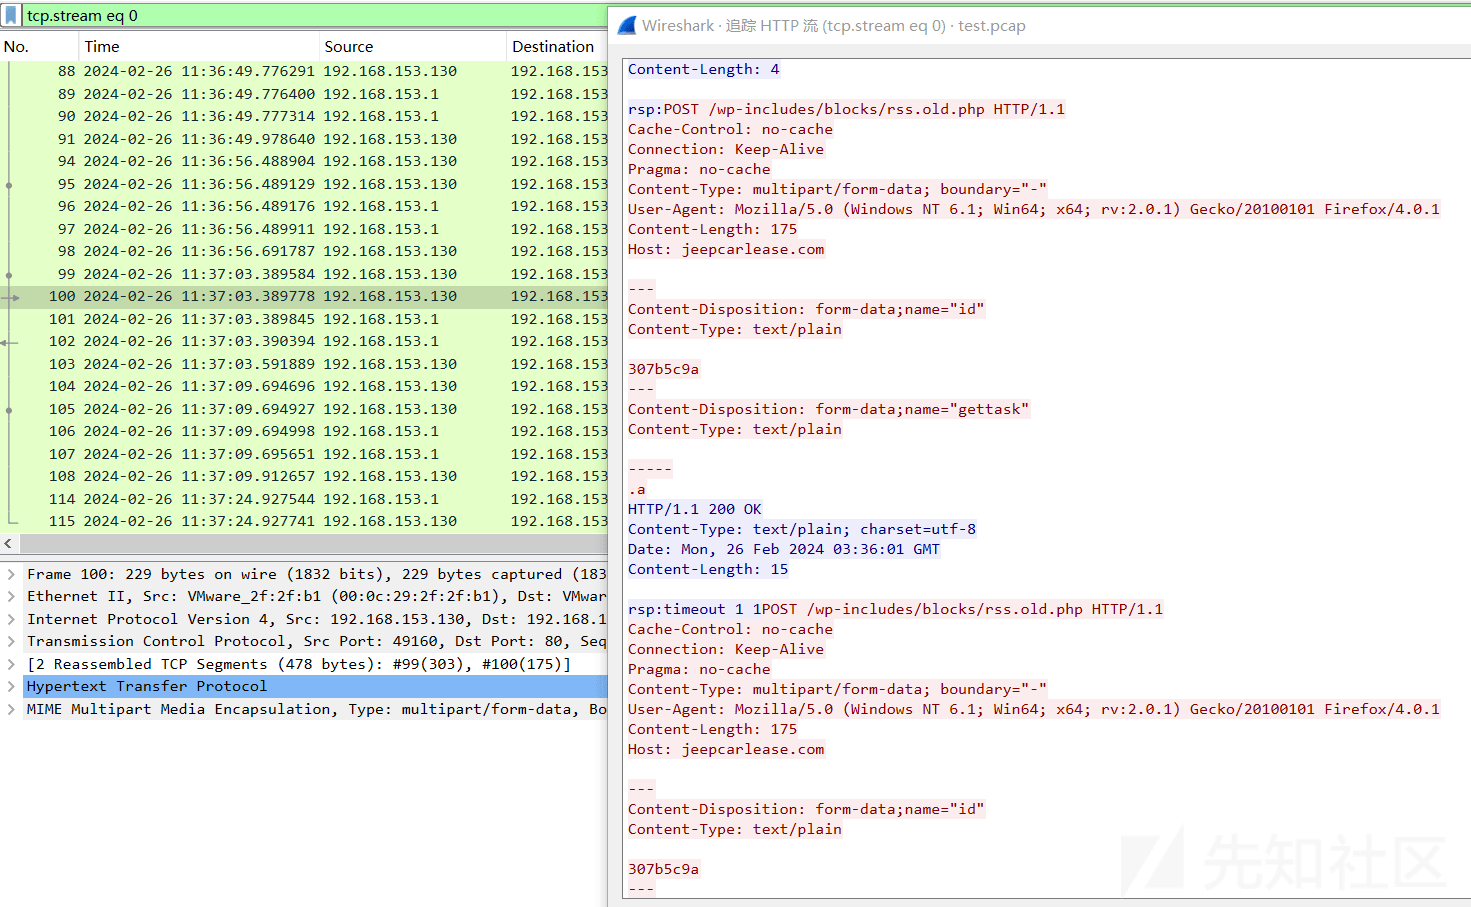 tcp.stream eq 0
No. Time Source Destination
88 2024-02-26 11:36:49.776291 192.168.153.130 192.168.153
89 2024-02-26 11:36:49.776400 192.168.153.1 192.168.153
90 2024-02-26 11:36:49.777314 192.168.153.1 192.168.153
91 2024-02-26 11:36:49.978640 192.168.153.130 192.168.153
94 2024-02-26 11:36:56.488904 192.168.153.130 192.168.153
95 2024-02-26 11:36:56.489129 192.168.153.130 192.168.153
96 2024-02-26 11:36:56.489176 192.168.153.1 192.168.153
97 2024-02-26 11:36:56.489911 192.168.153.1 192.168.153
98 2024-02-26 11:36:56.691787 192.168.153.130 192.168.153
99 2024-02-26 11:37:03.389584 192.168.153.130 192.168.153
100 2024-02-26 11:37:03.389778 192.168.153.130 192.168.153
101 2024-02-26 11:37:03.389845 192.168.153.1 192.168.153
102 2024-02-26 11:37:03.390394 192.168.153.1 192.168.153
103 2024-02-26 11:37:03.591889 192.168.153.130 192.168.153
104 2024-02-26 11:37:09.694696 192.168.153.130 192.168.153
105 2024-02-26 11:37:09.694927 192.168.153.130 192.168.153
106 2024-02-26 11:37:09.694998 192.168.153.1 192.168.153
107 2024-02-26 11:37:09.695651 192.168.153.1 192.168.153
108 2024-02-26 11:37:09.912657 192.168.153.130 192.168.153
114 2024-02-26 11:37:24.927544 192.168.153.1 192.168.153
115 2024-02-26 11:37:24.927741 192.168.153.130 192.168.153
Frame 100: 229 bytes on wire (1832 bits), 229 bytes captured (183
Ethernet II, Src: VMware_2f:2f:b1 (00:0c:29:2f:2f:b1), Dst: VMwar
Internet Protocol Version 4, Src: 192.168.153.130, Dst: 192.168.1
Transmission Control Protocol, Src Port: 49160, Dst Port: 80, Seq
[2 Reassembled TCP Segments (478 bytes): #99(303), #100(175)]
Hypertext Transfer Protocol
MIME Multipart Media Encapsulation, Type: multipart/form-data, Bo
Wireshark · 追踪 HTTP 流 (tcp.stream eq 0) · test.pcap
Content-Length: 4
rsp:POST /wp-includes/blocks/rss.old.php HTTP/1.1
Cache-Control: no-cache
Connection: Keep-Alive
Pragma: no-cache
Content-Type: multipart/form-data; boundary="-"
User-Agent: Mozilla/5.0 (Windows NT 6.1; Win64; x64; rv:2.0.1) Gecko/20100101 Firefox/4.0.1
Content-Length: 175
Host: jeepcarlease.com
---
Content-Disposition: form-data;name="id"
Content-Type: text/plain
307b5c9a
---
Content-Disposition: form-data;name="gettask"
Content-Type: text/plain
-----
.a
HTTP/1.1 200 OK
Content-Type: text/plain; charset=utf-8
Date: Mon, 26 Feb 2024 03:36:01 GMT
Content-Length: 15
rsp:timeout 1 1POST /wp-includes/blocks/rss.old.php HTTP/1.1
Cache-Control: no-cache
Connection: Keep-Alive
Pragma: no-cache
Content-Type: multipart/form-data; boundary="-"
User-Agent: Mozilla/5.0 (Windows NT 6.1; Win64; x64; rv:2.0.1) Gecko/20100101 Firefox/4.0.1
Content-Length: 175
Host: jeepcarlease.com
---
Content-Disposition: form-data;name="id"
Content-Type: text/plain
307b5c9a
---
先知社区